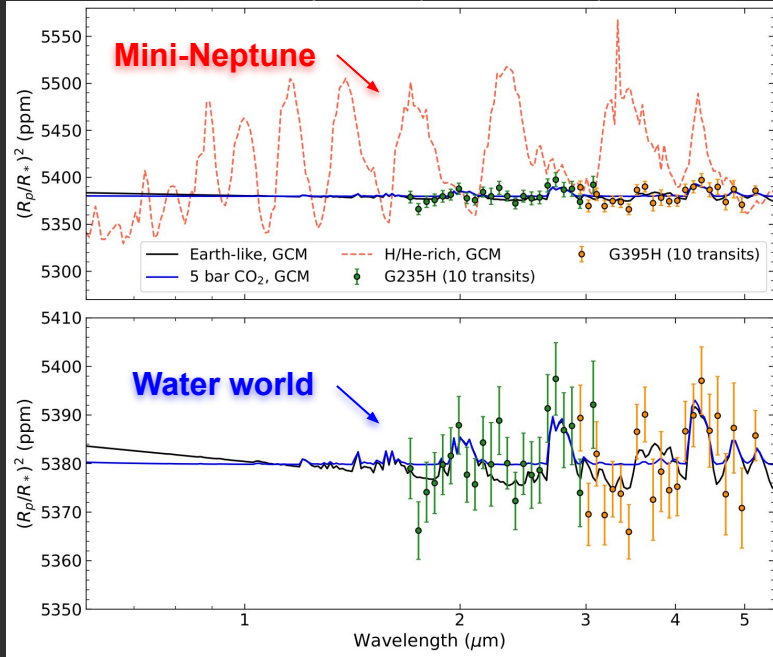 5550
5500
5450
5400
5350
5300
(Rp/R*)² (ppm)
Mini-Neptune
Earth-like, GCM
5 bar CO₂, GCM
H/He-rich, GCM
G235H (10 transits)
G395H (10 transits)
5410
5400
5390
5380
5370
5360
5350
(Rp/R*)² (ppm)
Water world
1 2 3 4 5
Wavelength (μm)